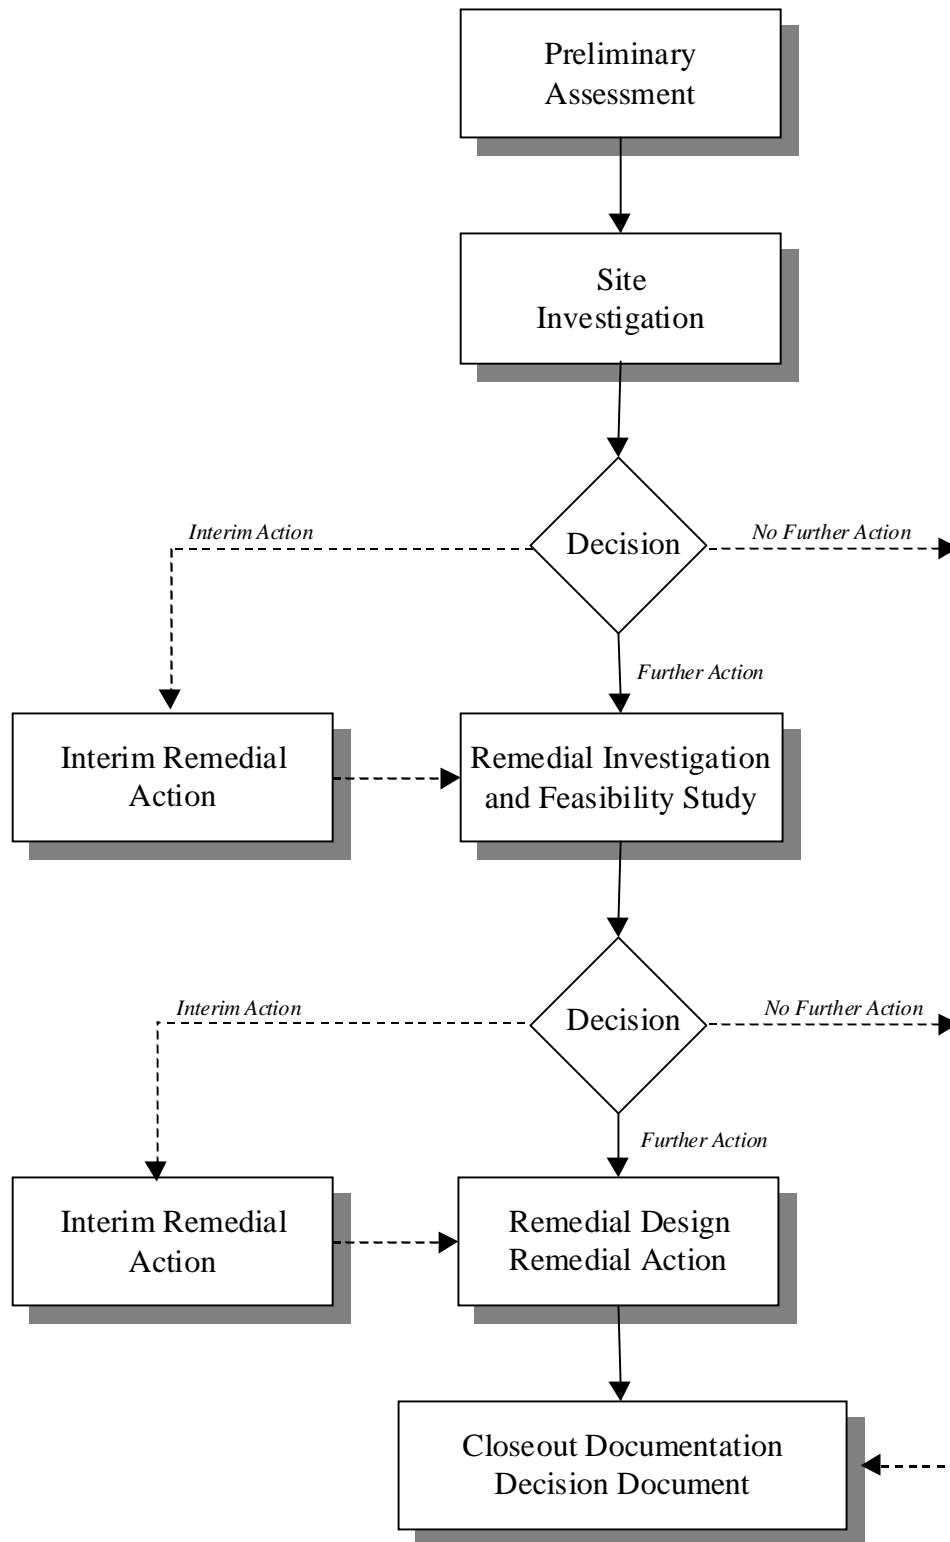 Preliminary
Assessment
Site
Investigation
Decision
Interim Action
No Further Action
Further Action
Interim Remedial
Action
Remedial Investigation
and Feasibility Study
Decision
Interim Action
No Further Action
Further Action
Interim Remedial
Action
Remedial Design
Remedial Action
Closeout Documentation
Decision Document